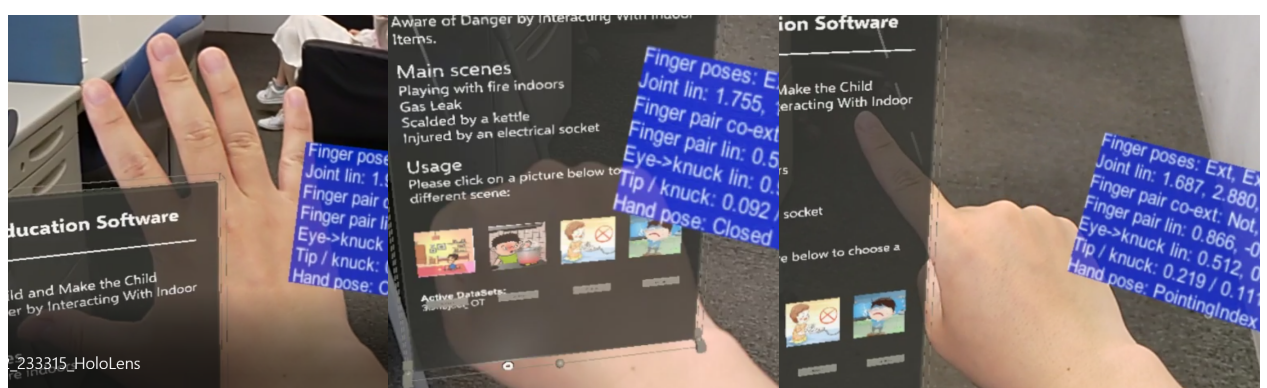 ducation Software
ild and Make the Child
er by Interacting With Indoor
_233315_HoloLens
Finger pose
Joint lin: 1.
Finger pair
Finger pair
Eye->knuck
Tip / knuck:
Hand pose:
Aware of Danger by Interacting With Indoor
Items.
Main scenes
Playing with fire indoors
Gas Leak
Scalded by a kettle
Injured by an electrical socket
Usage
Please click on a picture below to
different scene:
Active DataSets:
Finger poses: E
Joint lin: 1.755,
Finger pair co-ext
Finger pair lin: 0.5
Eye->knuck lin: 0.
Tip / knuck: 0.092
Hand pose: Closed
ion Software
Make the Child
teracting With Indoor
rs
socket
e below to choose a
Finger poses: Ext, Ex
Joint lin: 1.687, 2.880,
Finger pair co-ext: Not,
Finger pair lin: 0.866, -0
Eye->knuck lin: 0.512, 0
Tip / knuck: 0.219 / 0.11
Hand pose: PointingIndex